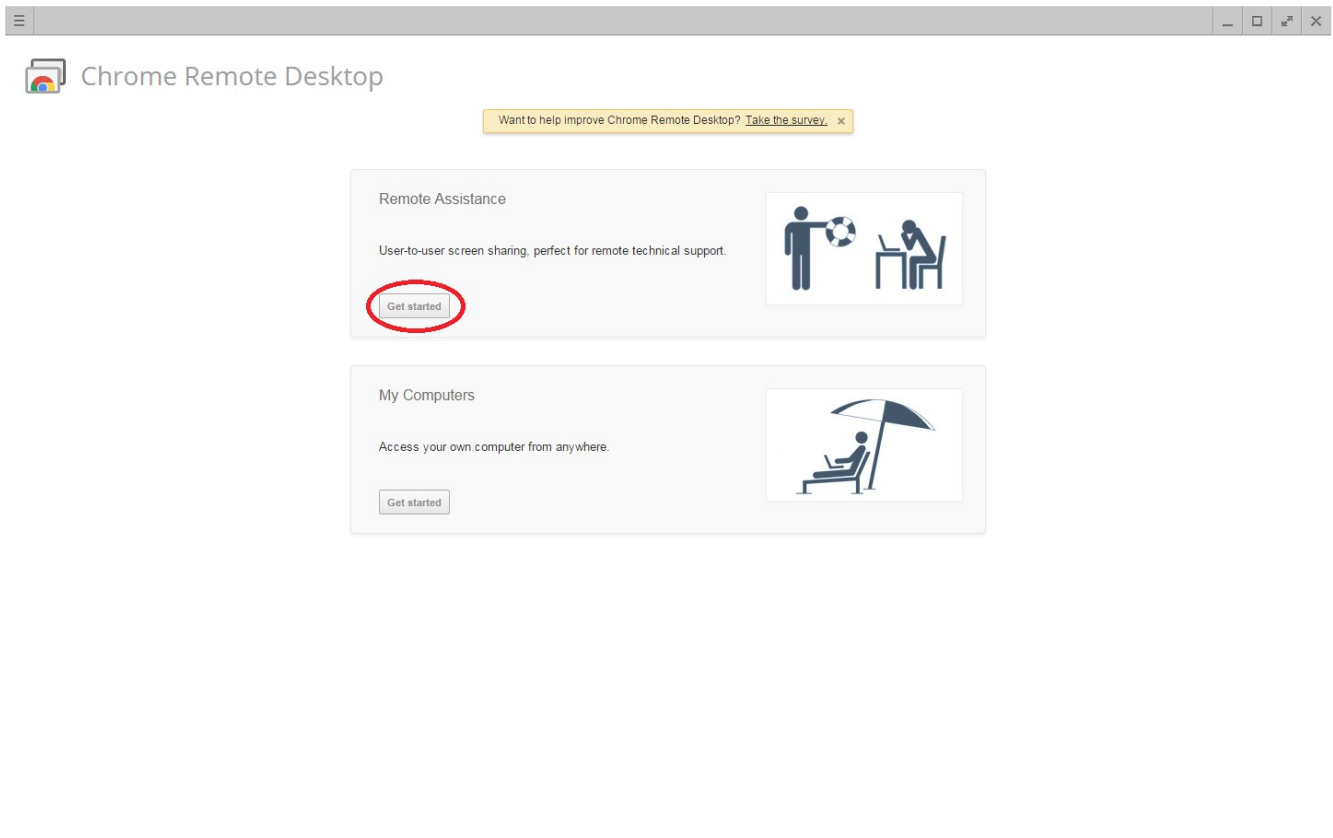 Chrome Remote Desktop
Want to help improve Chrome Remote Desktop? Take the survey.
Remote Assistance
User-to-user screen sharing, perfect for remote technical support.
Get started
My Computers
Access your own computer from anywhere.
Get started